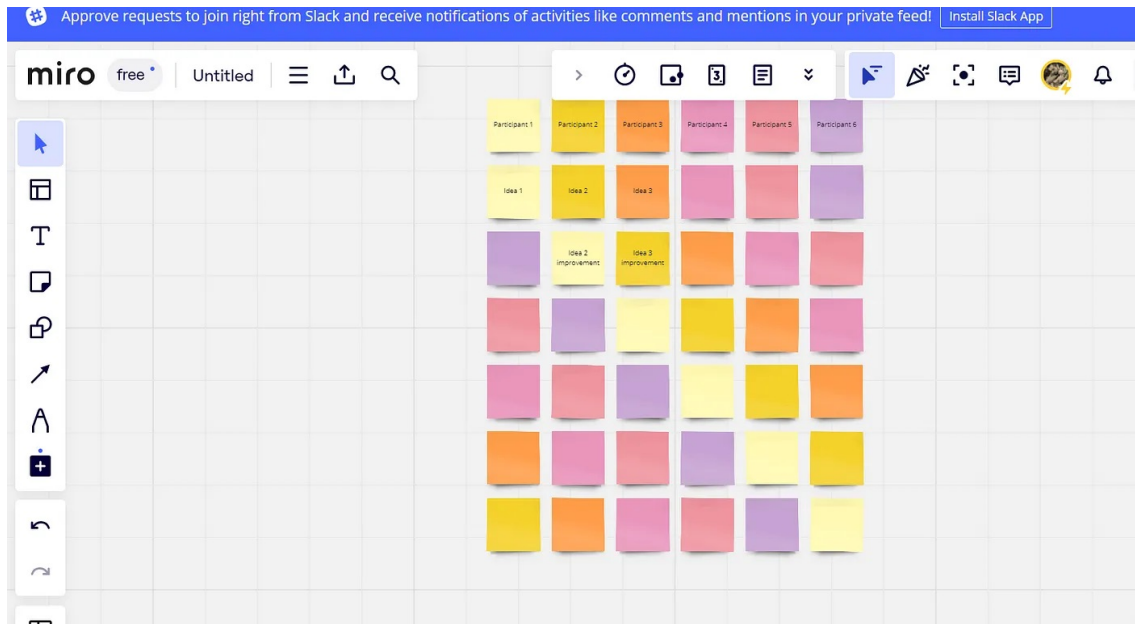 Approve requests to join right from Slack and receive notifications of activities like comments and mentions in your private feed! Install Slack App
miro free Untitled
3
Participant 1 Participant 2 Participant 3 Participant 4 Participant 5 Participant 6
Idea 1 Idea 2 Idea 3
Idea 2 Idea 3
improvement improvement